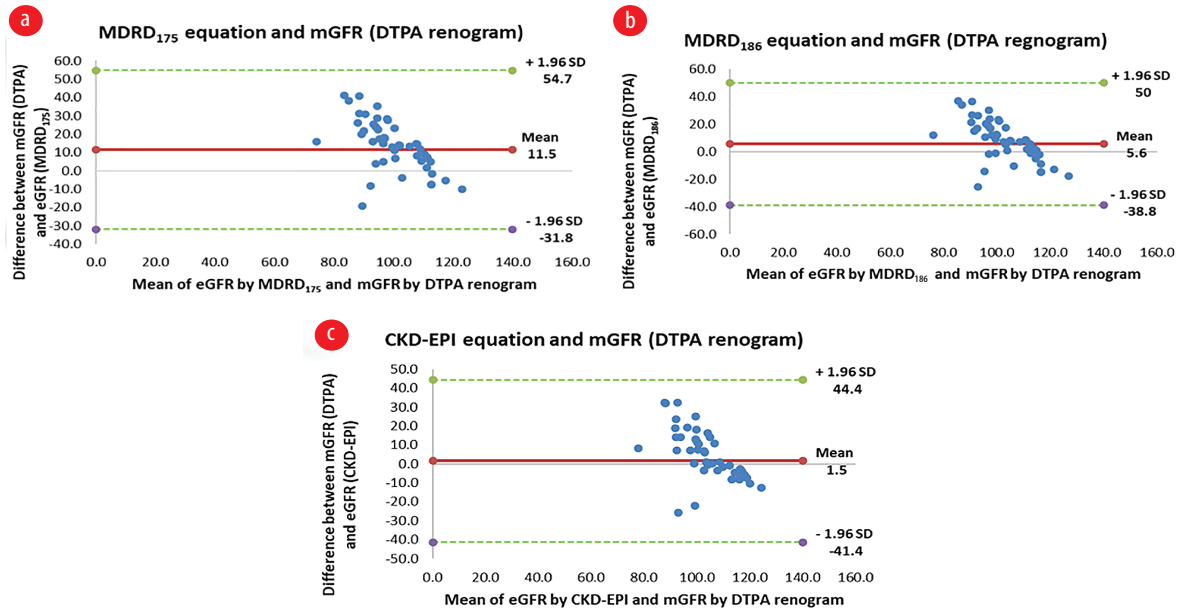 a
MDRD175 equation and mGFR (DTPA renogram)
Difference between mGFR (DTPA)
and eGFR (MDRD175)
60.0
50.0
40.0
30.0
20.0
10.0
0.0
-10.0
-20.0
-30.0
-40.0
+ 1.96 SD
54.7
Mean
11.5
- 1.96 SD
-31.8
0.0 20.0 40.0 60.0 80.0 100.0 120.0 140.0 160.0
Mean of eGFR by MDRD175 and mGFR by DTPA renogram
b
MDRD186 equation and mGFR (DTPA regnogram)
Difference between mGFR (DTPA)
and eGFR (MDRD186)
60.0
40.0
20.0
0.0
-20.0
-40.0
-60.0
+ 1.96 SD
50
Mean
5.6
- 1.96 SD
-38.8
0.0 20.0 40.0 60.0 80.0 100.0 120.0 140.0 160.0
Mean of eGFR by MDRD186 and mGFR by DTPA renogram
c
CKD-EPI equation and mGFR (DTPA renogram)
Difference between mGFR (DTPA)
and eGFR (CKD-EPI)
50.0
40.0
30.0
20.0
10.0
0.0
-10.0
-20.0
-30.0
-40.0
-50.0
+ 1.96 SD
44.4
Mean
1.5
- 1.96 SD
-41.4
0.0 20.0 40.0 60.0 80.0 100.0 120.0 140.0 160.0
Mean of eGFR by CKD-EPI and mGFR by DTPA renogram